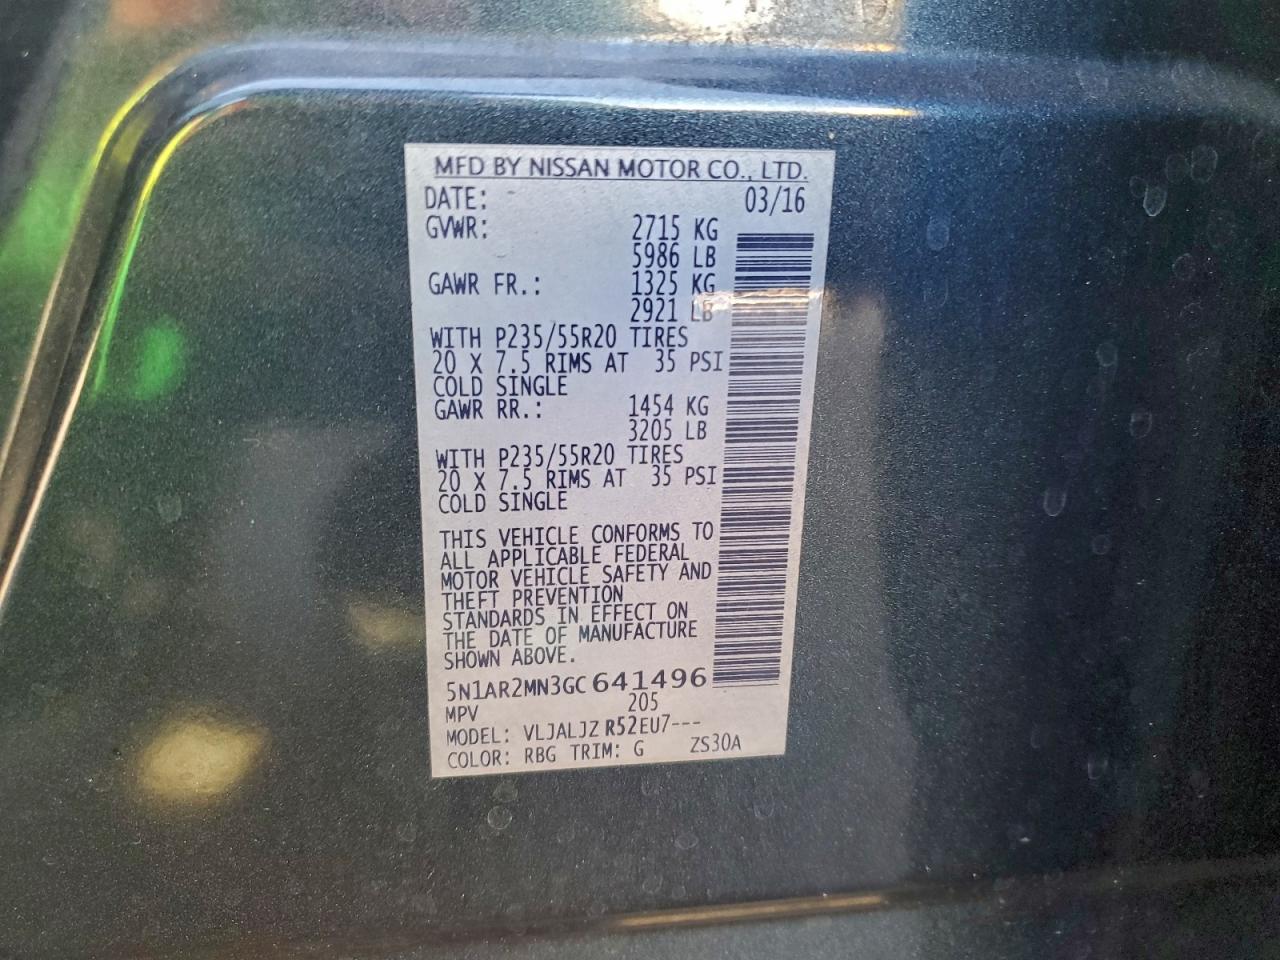 MFD BY NISSAN MOTOR CO., LTD.
DATE: 03/16
GVWR: 2715 KG
5986 LB
GAWR FR.: 1325 KG
2921 LB
WITH P235/55R20 TIRES
20 X 7.5 RIMS AT 35 PSI
COLD SINGLE
GAWR RR.: 1454 KG
3205 LB
WITH P235/55R20 TIRES
20 X 7.5 RIMS AT 35 PSI
COLD SINGLE
THIS VEHICLE CONFORMS TO
ALL APPLICABLE FEDERAL
MOTOR VEHICLE SAFETY AND
THEFT PREVENTION
STANDARDS IN EFFECT ON
THE DATE OF MANUFACTURE
SHOWN ABOVE.
5N1AR2MN3GC641496
MPV 205
MODEL: VLJALJZ R52EU7---
COLOR: RBG TRIM: G ZS30A